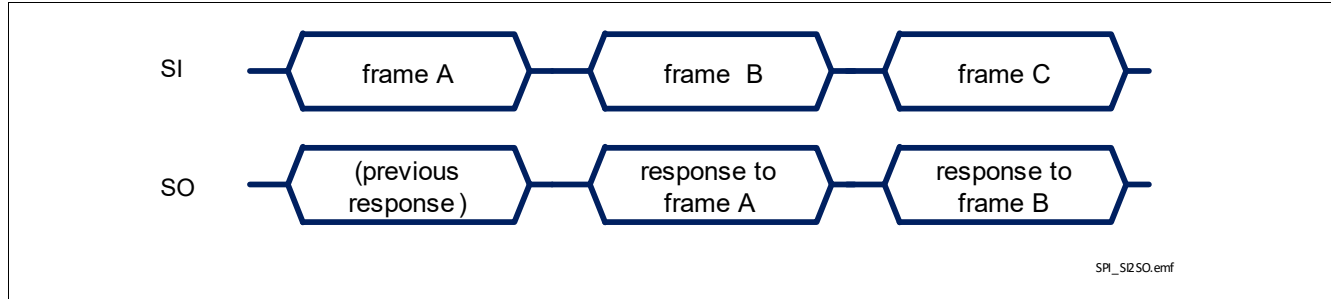 SI
frame A
frame B
frame C
SO
(previous
response)
response to
frame A
response to
frame B
SPI_SI2SO.emf